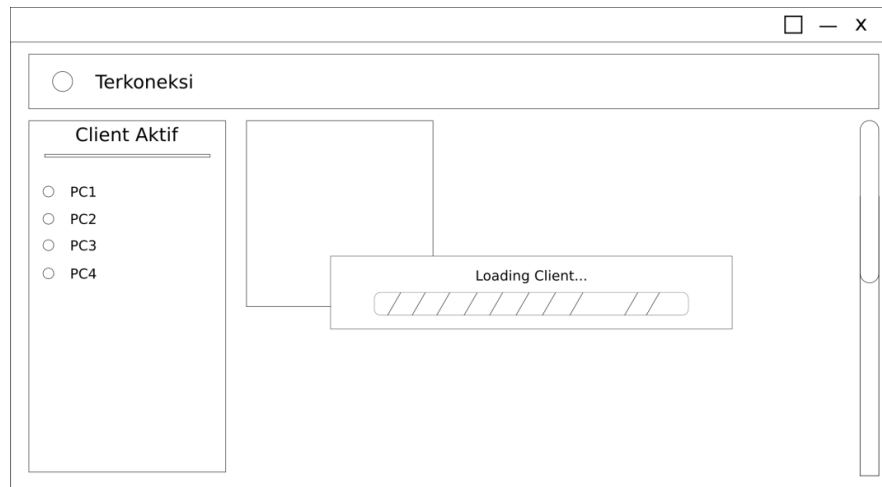 Terkoneksi
Client Aktif
PC1
PC2
PC3
PC4
Loading Client...